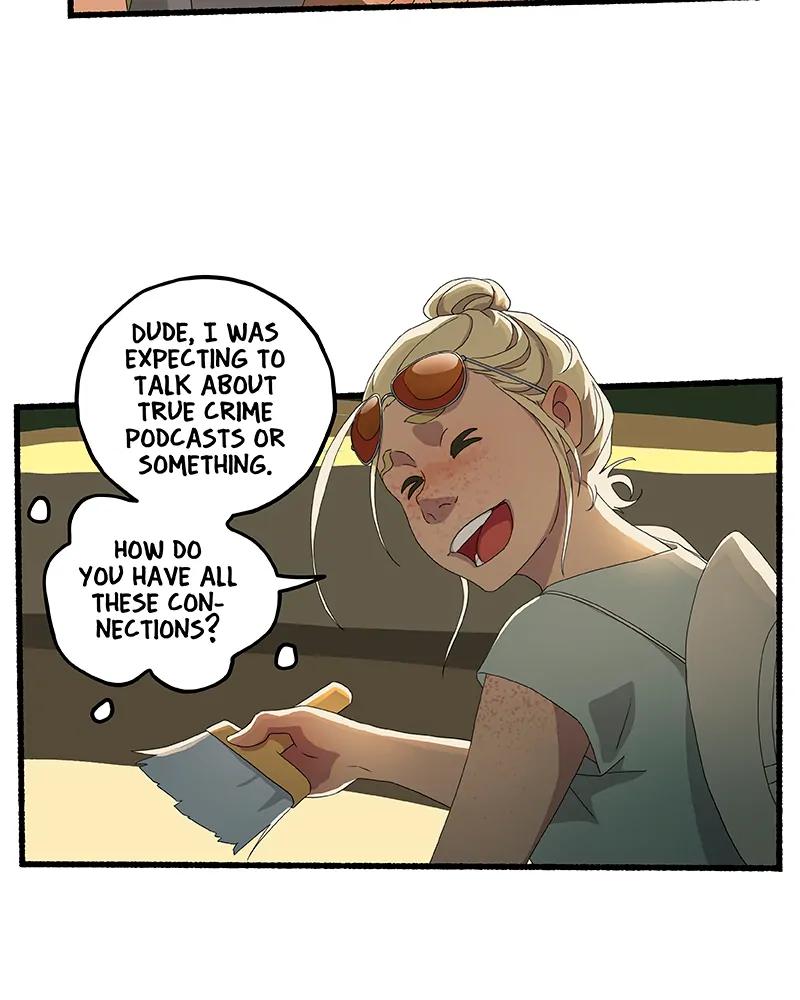 DUDE, I WAS
EXPECTING TO
TALK ABOUT
TRUE CRIME
PODCASTS OR
SOMETHING.
HOW DO
YOU HAVE ALL
THESE CON-
NECTIONS?